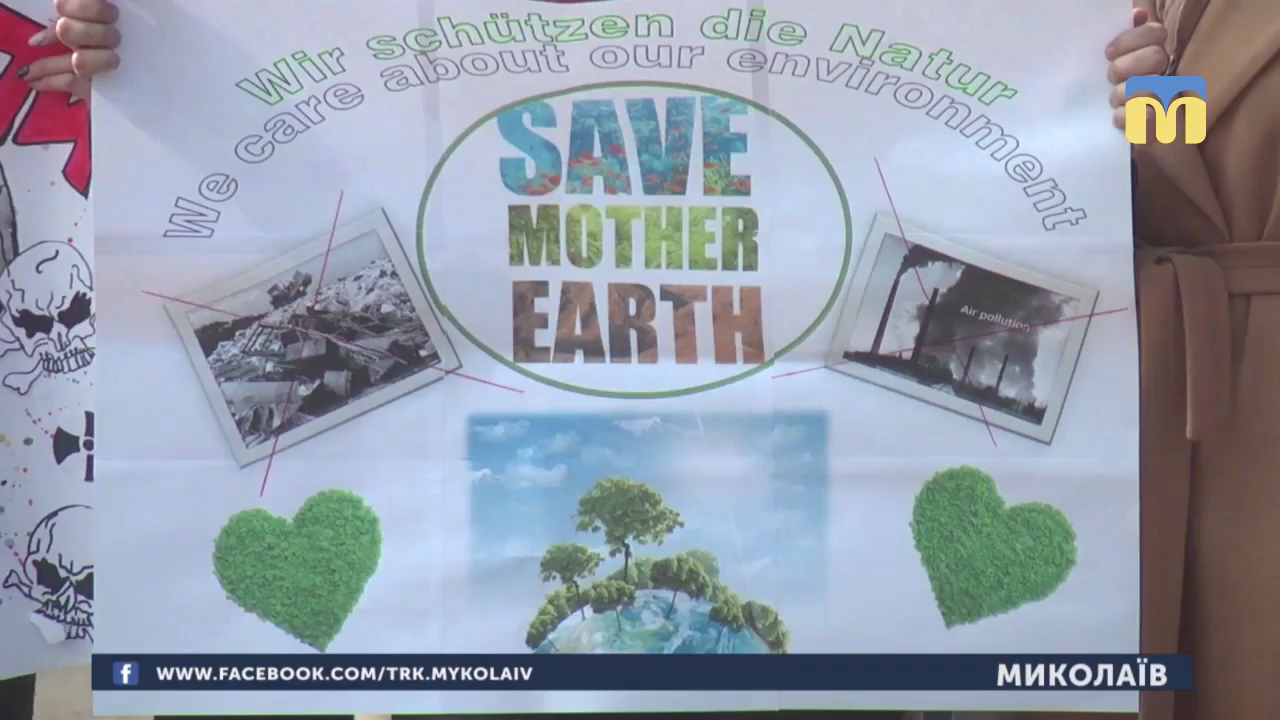 Wir schützen die Natur
We care about our environment
SAVE
MOTHER
EARTH
Air pollution
M
WWW.FACEBOOK.COM/TRK.MYKOLAIV
МИКОЛАЇВ